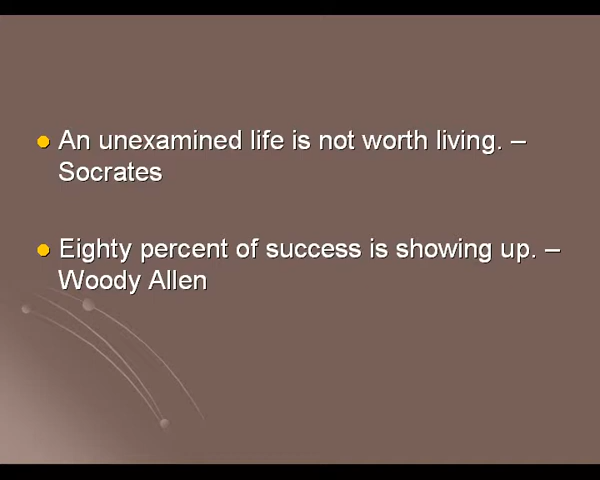 An unexamined life is not worth living. –
Socrates
Eighty percent of success is showing up. –
Woody Allen